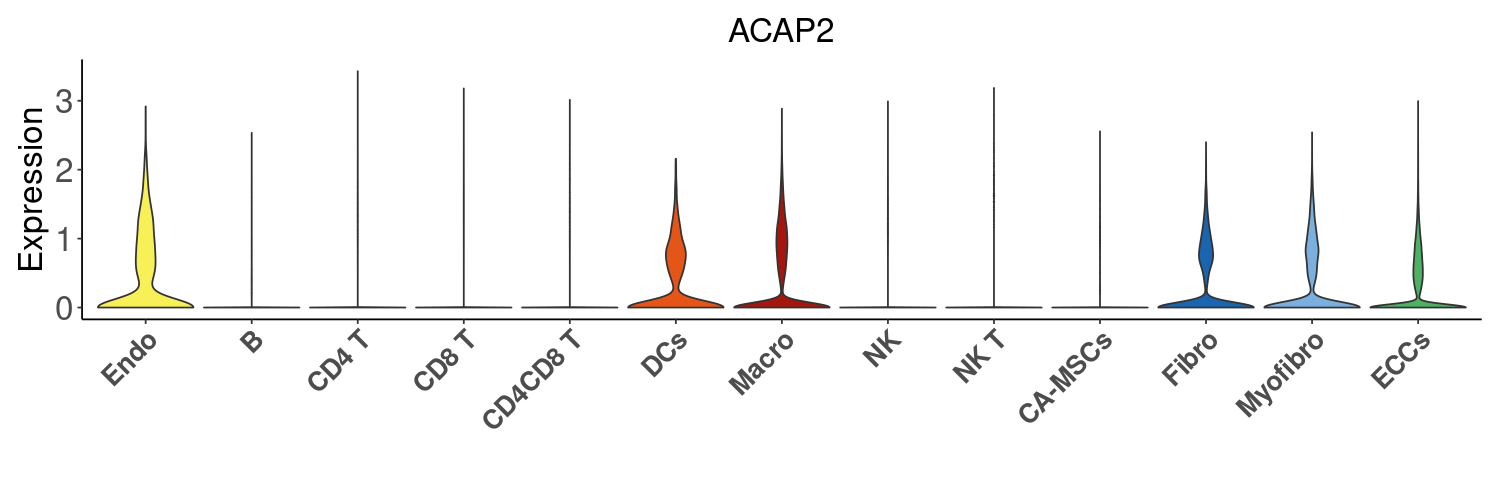 ACAP2
Expression
3
2
1
0
Endo
B
CD4 T
CD8 T
CD4CD8 T
DCs
Macro
NK
NK T
CA-MSCs
Fibro
Myofibro
ECCs